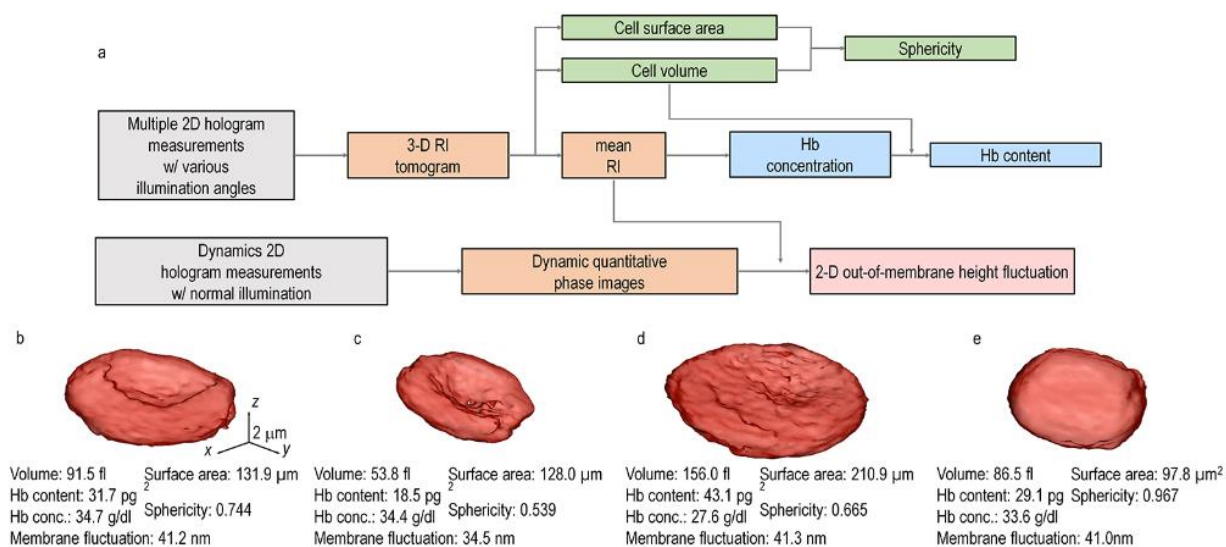 a
Cell surface area
Cell volume
Sphericity
Multiple 2D hologram
measurements
w/ various
illumination angles
3-D RI
tomogram
mean
RI
Hb
concentration
Hb content
Dynamics 2D
hologram measurements
w/ normal illumination
Dynamic quantitative
phase images
2-D out-of-membrane height fluctuation
b
z
x
y
2 μm
Volume: 91.5 fl
Surface area: 131.9 μm
2
Hb content: 31.7 pg
Sphericity: 0.744
Hb conc.: 34.7 g/dl
Membrane fluctuation: 41.2 nm
c
Volume: 53.8 fl
Surface area: 128.0 μm
2
Hb content: 18.5 pg
Sphericity: 0.539
Hb conc.: 34.4 g/dl
Membrane fluctuation: 34.5 nm
d
Volume: 156.0 fl
Surface area: 210.9 μm
2
Hb content: 43.1 pg
Sphericity: 0.665
Hb conc.: 27.6 g/dl
Membrane fluctuation: 41.3 nm
e
Volume: 86.5 fl
Surface area: 97.8 μm²
Hb content: 29.1 pg
Sphericity: 0.967
Hb conc.: 33.6 g/dl
Membrane fluctuation: 41.0nm